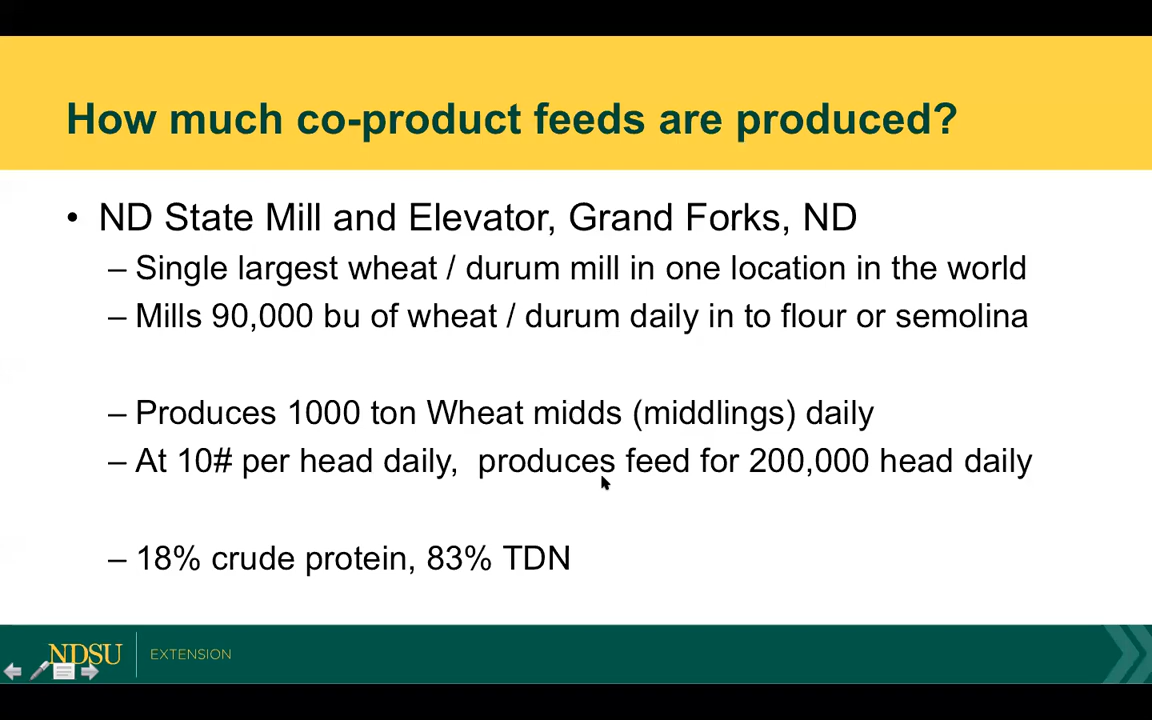 How much co-product feeds are produced?
• ND State Mill and Elevator, Grand Forks, ND
– Single largest wheat / durum mill in one location in the world
– Mills 90,000 bu of wheat / durum daily in to flour or semolina
– Produces 1000 ton Wheat midds (middlings) daily
– At 10# per head daily,  produces feed for 200,000 head daily
– 18% crude protein, 83% TDN
NDSU EXTENSION